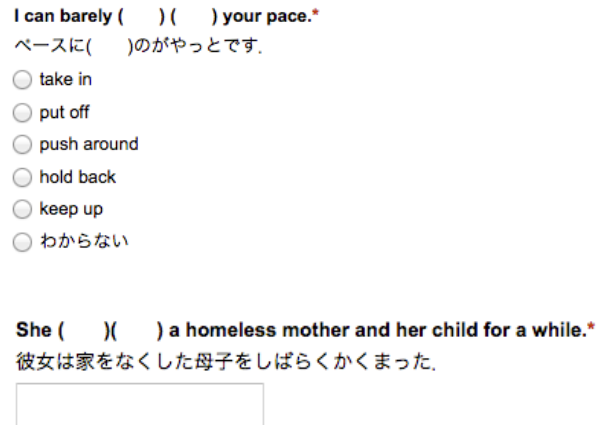 I can barely (      ) (      ) your pace.*
ペースに(      )のがやっとです.
take in
put off
push around
hold back
keep up
わからない
She (      )(      ) a homeless mother and her child for a while.*
彼女は家をなくした母子をしばらくかくまった.